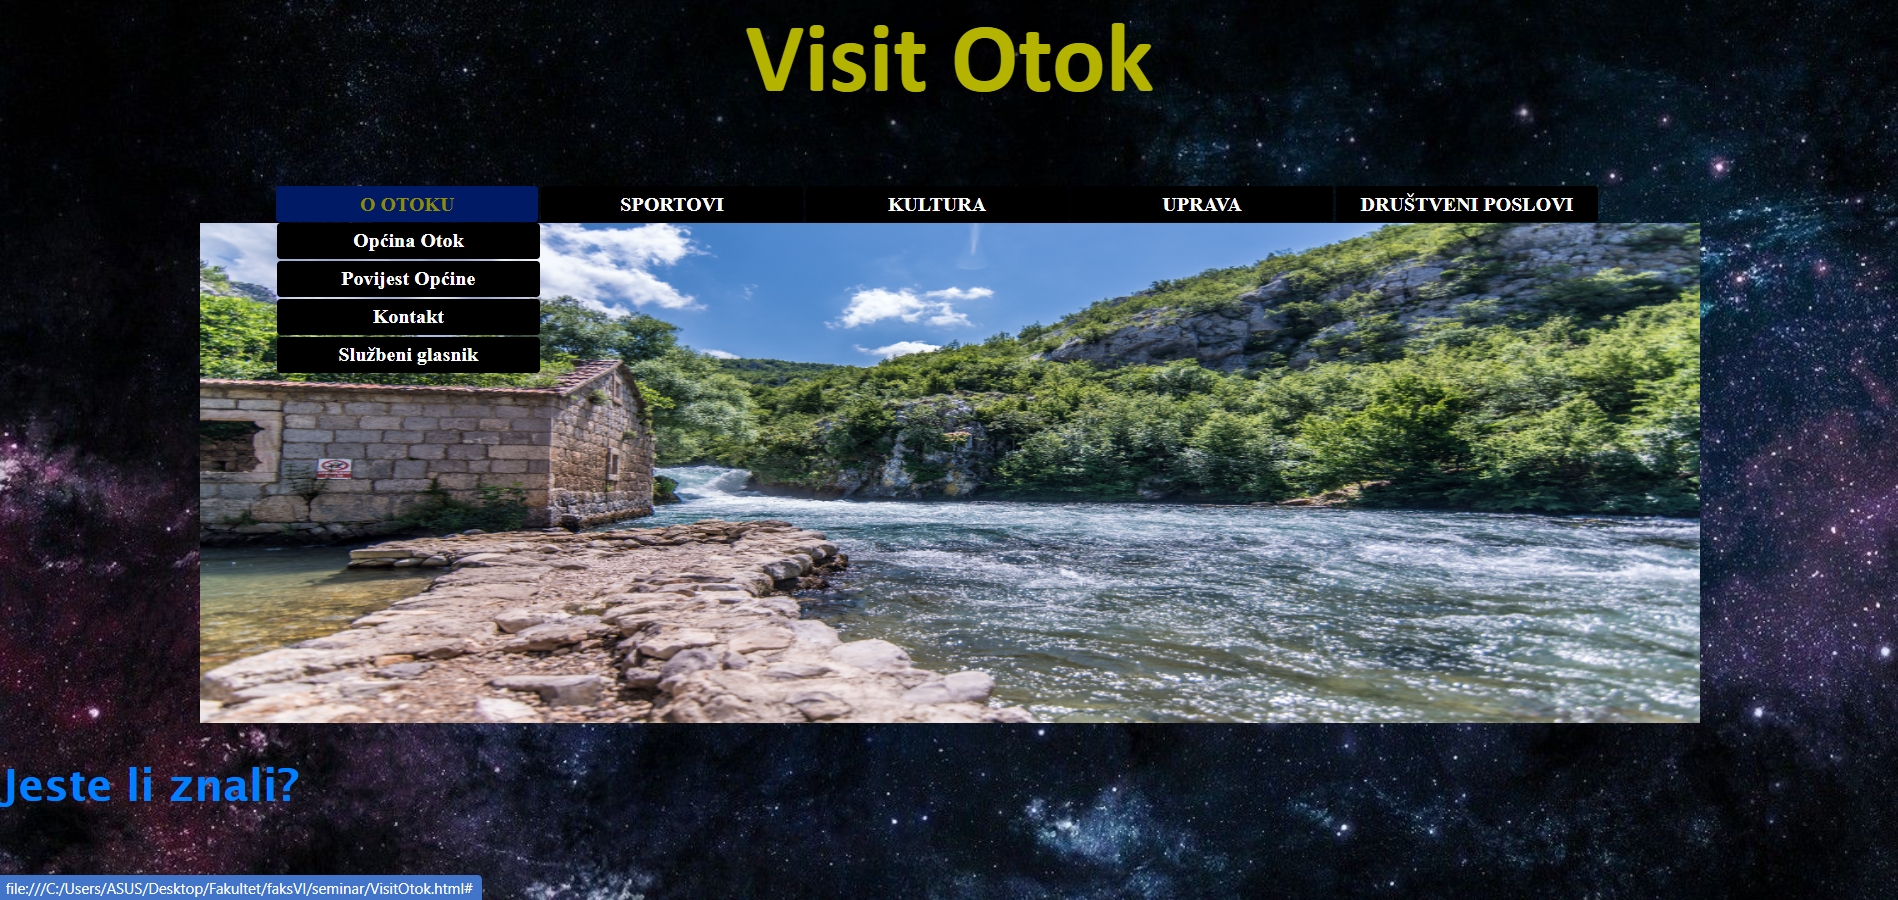 Visit Otok
O OTOKU SPORTOVI KULTURA UPRAVA DRUŠTVENI POSLOVI
Općina Otok
Povijest Općine
Kontakt
Službeni glasnik
Jeste li znali?
file:///C:/Users/ASUS/Desktop/Fakultet/faksVI/seminar/VisitOtok.html#